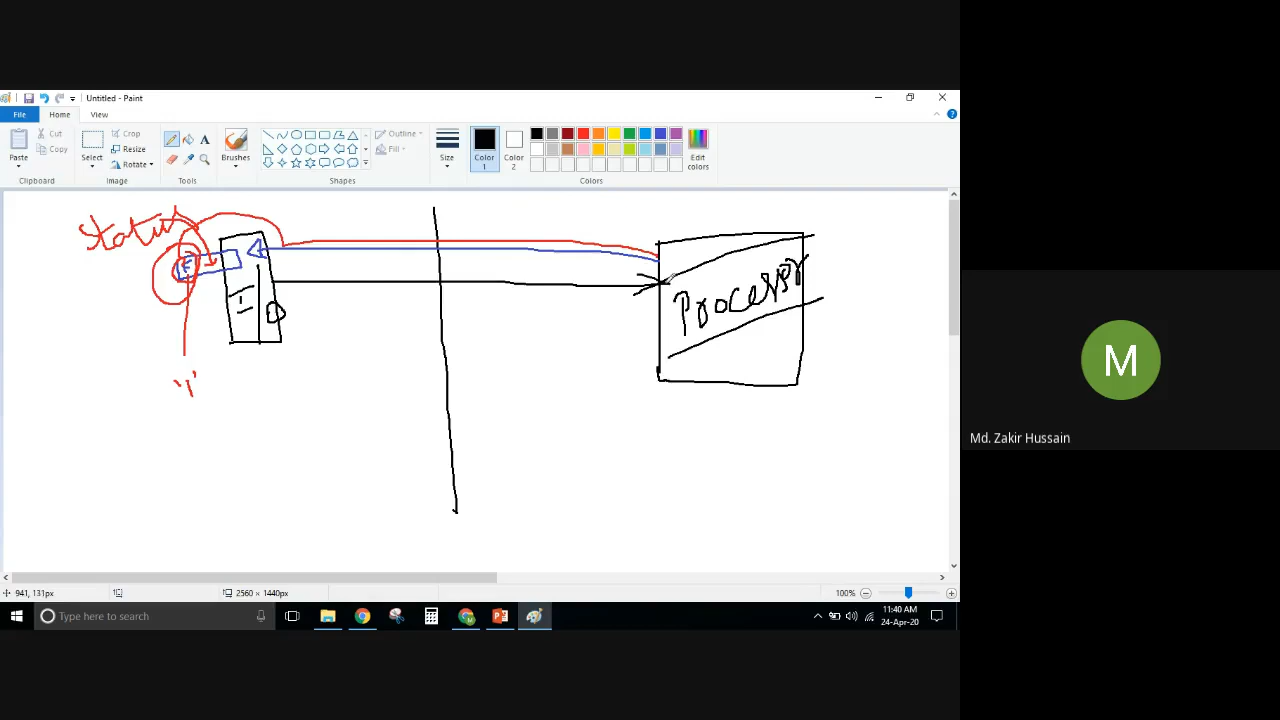 Untitled - Paint
File
Home
View
Paste
Cut
Copy
Clipboard
Select
Crop
Resize
Rotate
Image
A
Tools
Brushes
Outline
Fill
Shapes
Size
Color 1
Color 2
Edit colors
Colors
Status
F
I
D
Processor
'1'
941, 131px
2560 × 1440px
100%
Type here to search
11:40 AM
24-Apr-20
M
Md. Zakir Hussain